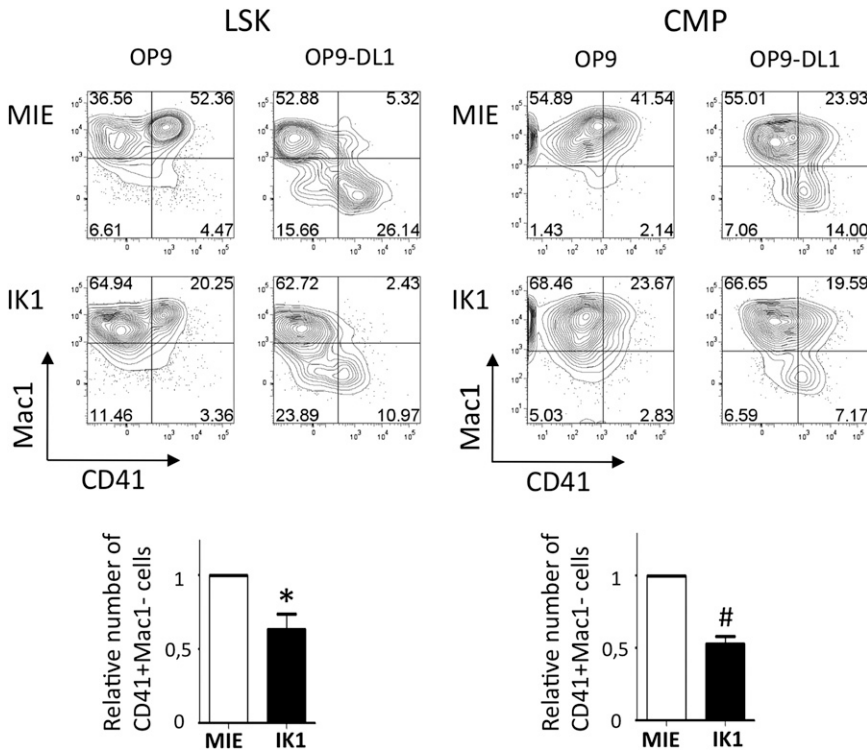 LSK CMP
OP9 OP9-DL1 OP9 OP9-DL1
MIE
36.56 52.36
6.61 4.47
52.88 5.32
15.66 26.14
54.89 41.54
1.43 2.14
55.01 23.93
7.06 14.00
IK1
64.94 20.25
11.46 3.36
62.72 2.43
23.89 10.97
68.46 23.67
5.03 2.83
66.65 19.59
6.59 7.17
Mac1
CD41
Mac1
CD41
Relative number of
CD41+Mac1- cells
1
0,5
0
*
MIE IK1
Relative number of
CD41+Mac1- cells
1
0,5
0
#
MIE IK1